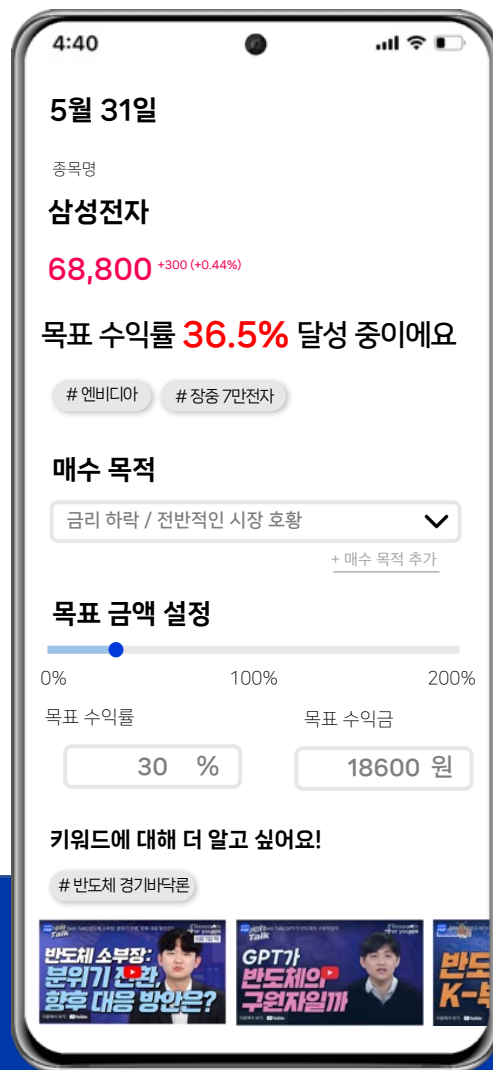 4:40
5월 31일
종목명
삼성전자
68,800 +300 (+0.44%)
목표 수익률 36.5% 달성 중이에요
# 엔비디아 # 장중 7만전자
매수 목적
금리 하락 / 전반적인 시장 호황
+ 매수 목적 추가
목표 금액 설정
0% 100% 200%
목표 수익률 목표 수익금
30 % 18600 원
키워드에 대해 더 알고 싶어요!
# 반도체 경기바닥론
Talk
반도체 소부장:
분위기 전환,
향후 대응 방안은?
Talk
GPT가
반도체의
구원자일까
반도
K-